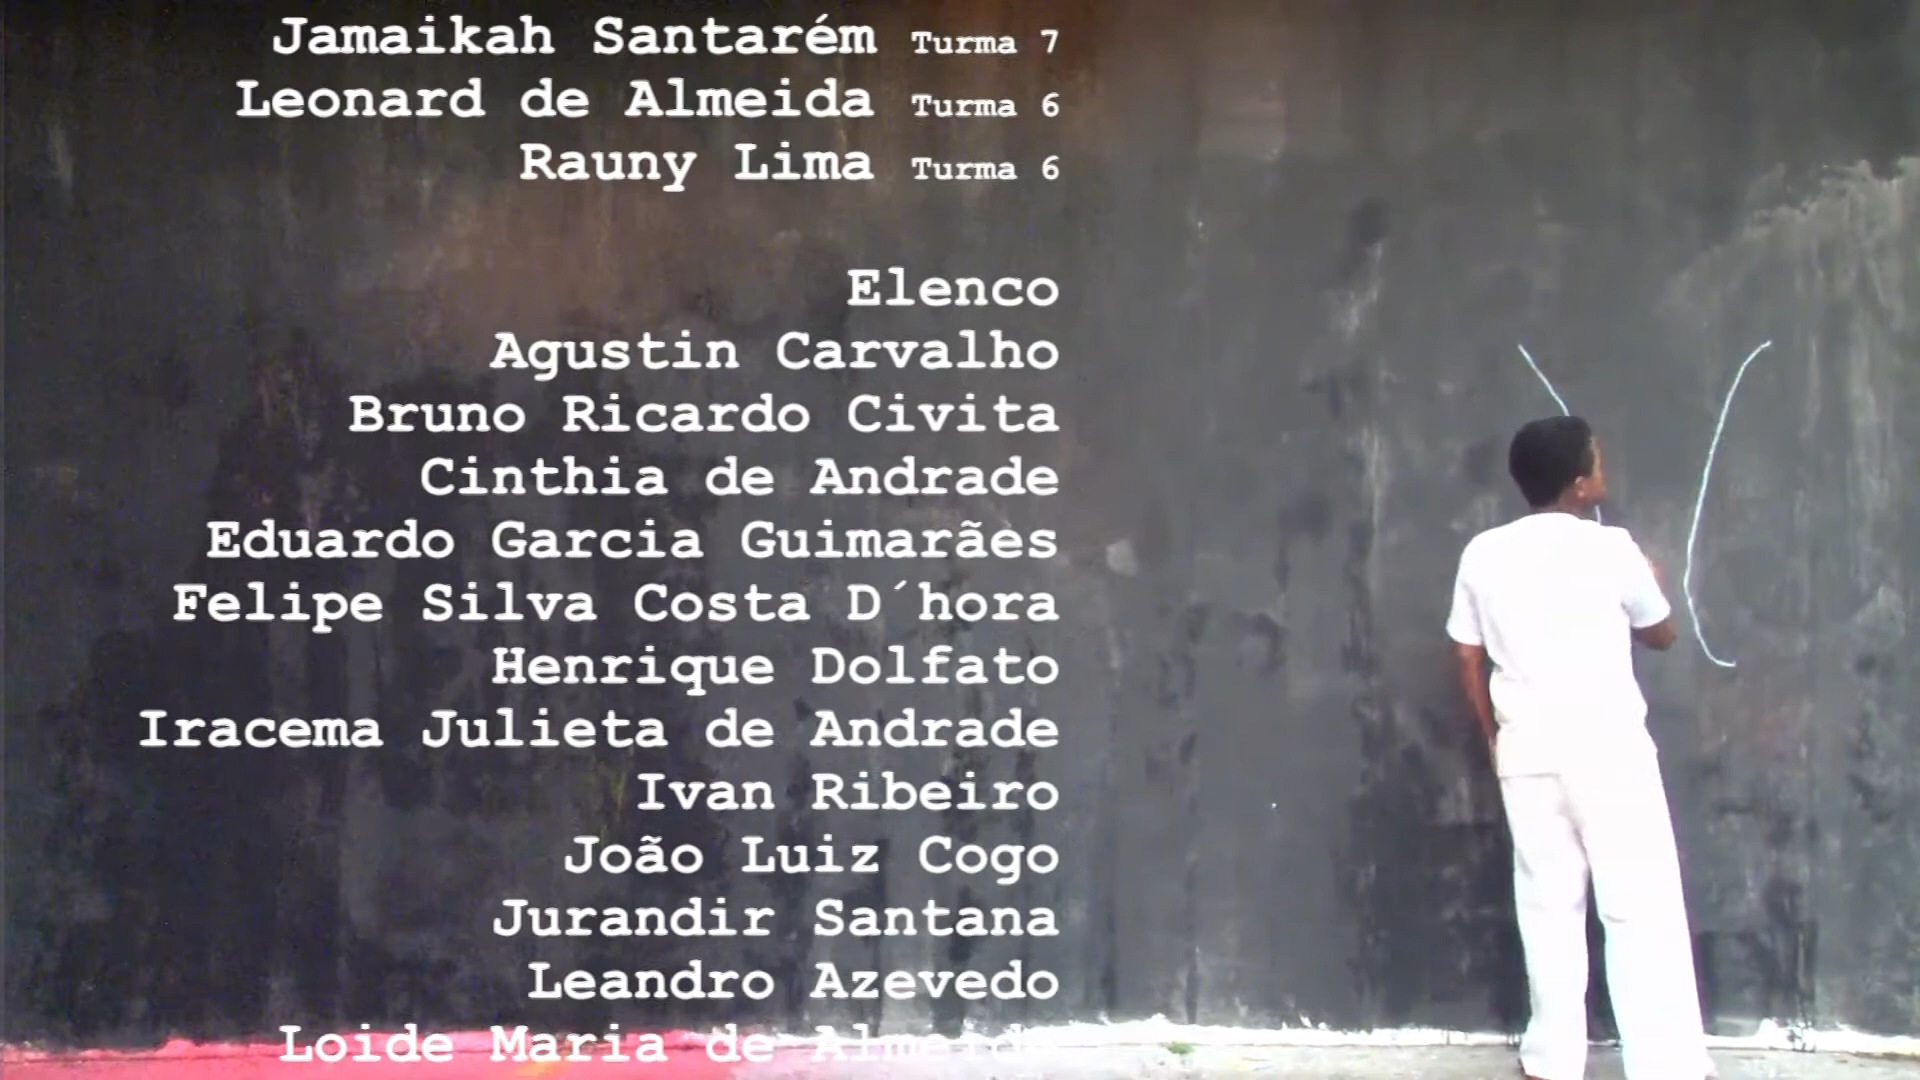 Jamaikah Santarém Turma 7
Leonard de Almeida Turma 6
Rauny Lima Turma 6
Elenco
Agustin Carvalho
Bruno Ricardo Civita
Cinthia de Andrade
Eduardo Garcia Guimarães
Felipe Silva Costa D´hora
Henrique Dolfato
Iracema Julieta de Andrade
Ivan Ribeiro
João Luiz Cogo
Jurandir Santana
Leandro Azevedo
Loide Maria de Almeida